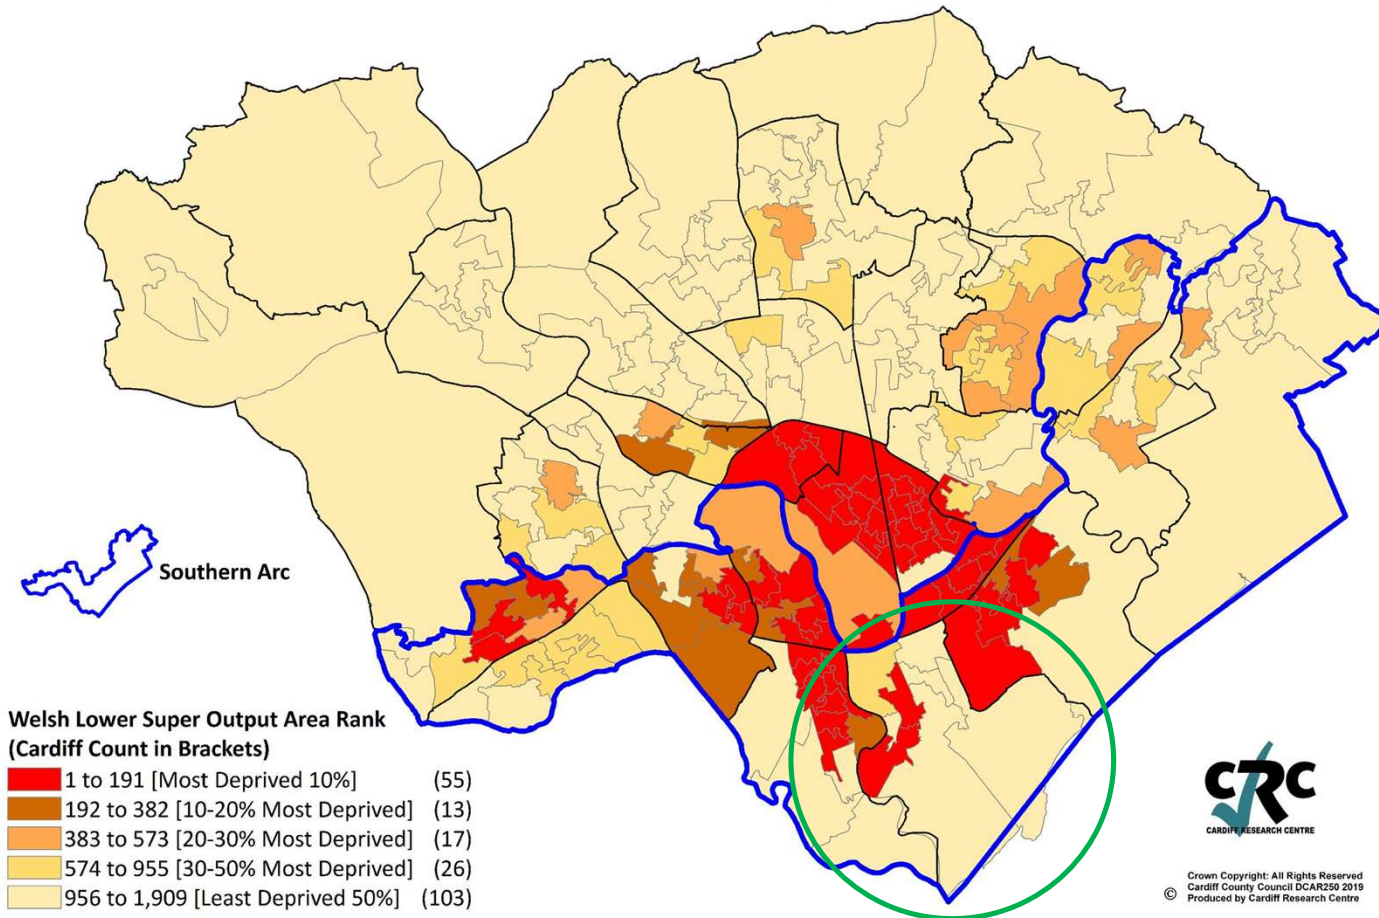 Southern Arc
Welsh Lower Super Output Area Rank
(Cardiff Count in Brackets)
1 to 191 [Most Deprived 10%] (55)
192 to 382 [10-20% Most Deprived] (13)
383 to 573 [20-30% Most Deprived] (17)
574 to 955 [30-50% Most Deprived] (26)
956 to 1,909 [Least Deprived 50%] (103)
CRC
CARDIFF RESEARCH CENTRE
Crown Copyright: All Rights Reserved
Cardiff County Council DCAR250 2019
© Produced by Cardiff Research Centre